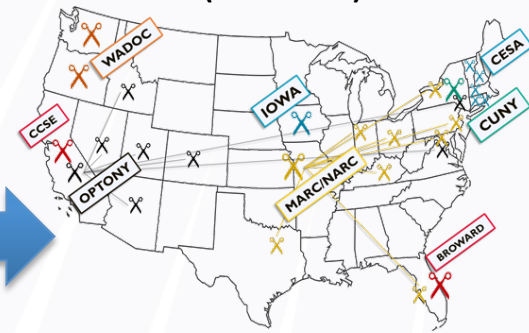 WADOC
CESA
IOWA
CCSE
CUNY
OPTONY
MARC/NARC
BROWARD